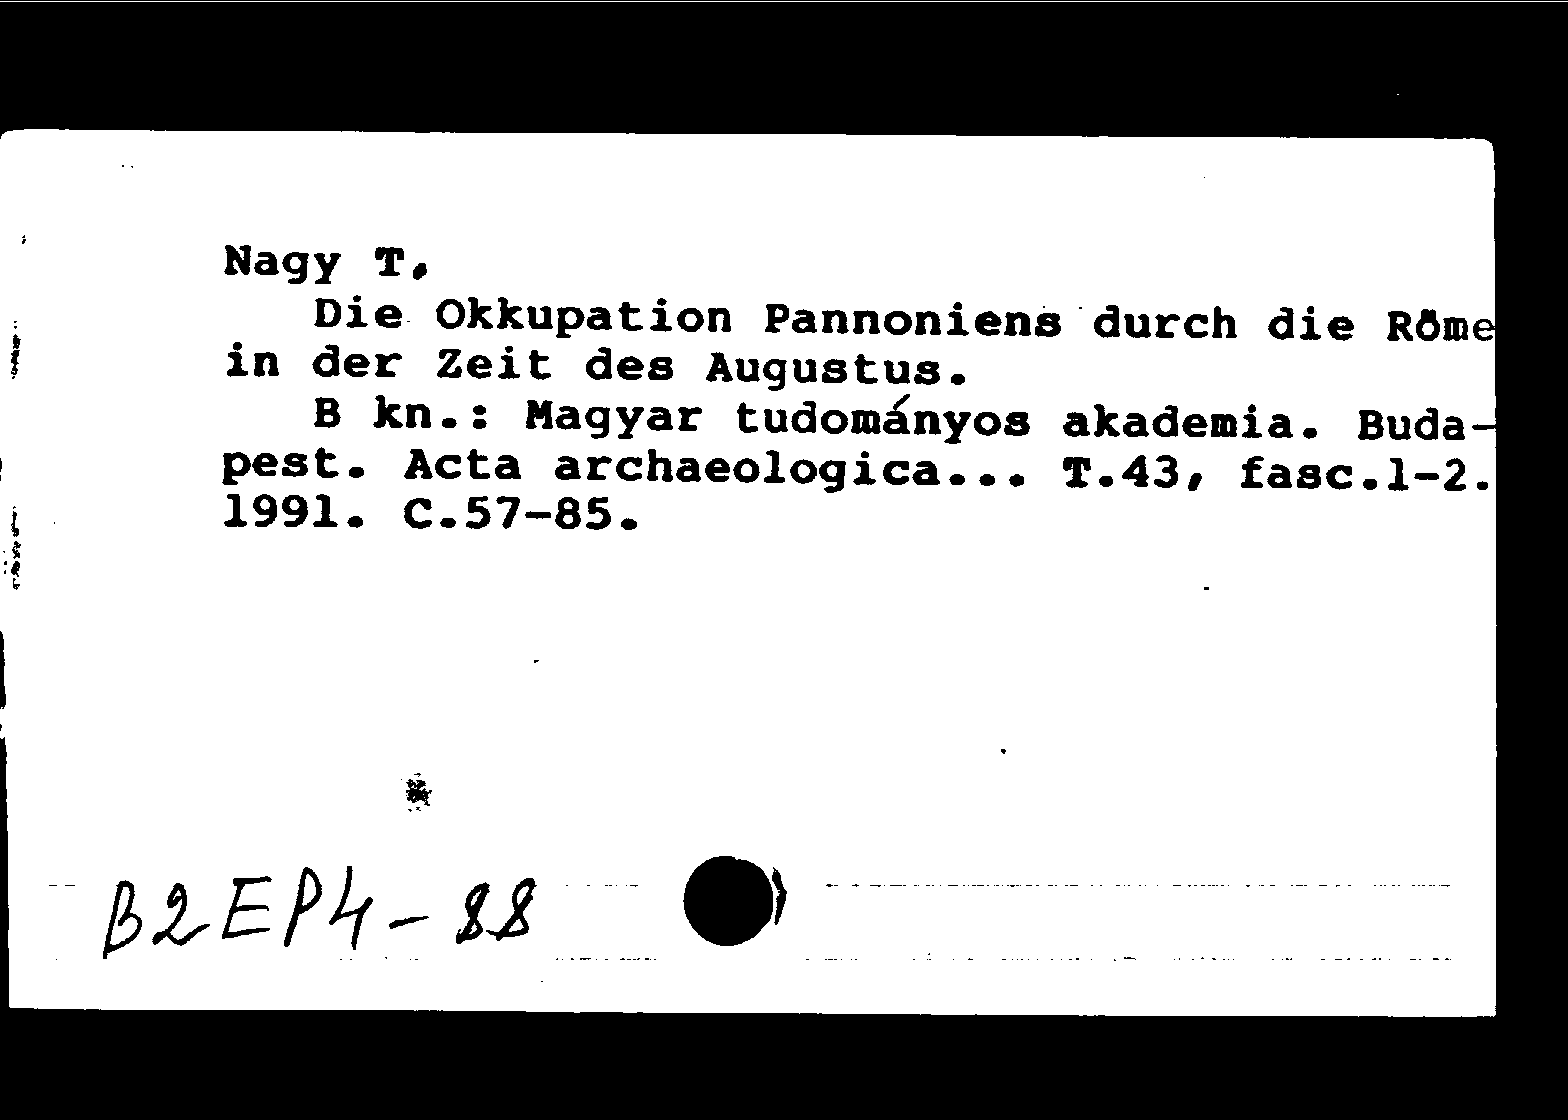 Nagy T.
Die Okkupation Pannoniens durch die Röme
in der Zeit des Augustus.
B kn.: Magyar tudományos akademia. Buda-
pest. Acta archaeologica... T.43, fasc.1-2.
1991. C.57-85.
B2EP4-88